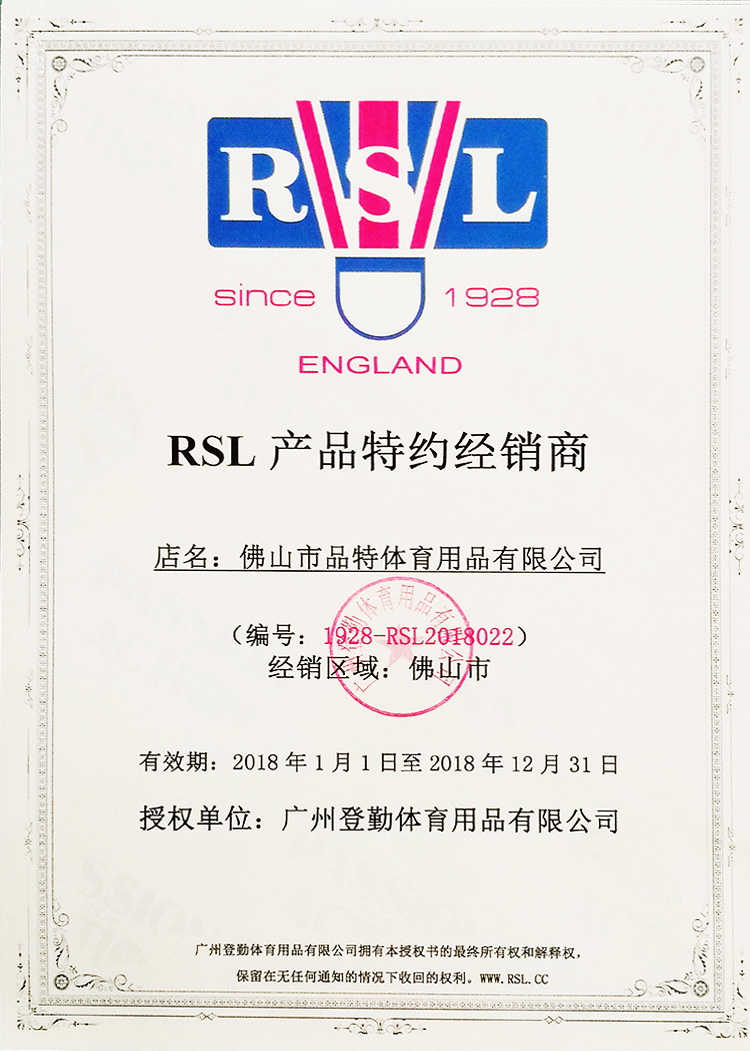 RSL
since 1928
ENGLAND
RSL 产品特约经销商
店名：佛山市品特体育用品有限公司
（编号：1928-RSL2018022）
经销区域：佛山市
有效期：2018 年 1 月 1 日至 2018 年 12 月 31 日
授权单位：广州登勤体育用品有限公司
广州登勤体育用品有限公司拥有本授权书的最终所有权和解释权，
保留在无任何通知的情况下收回的权利。WWW.RSL.CC